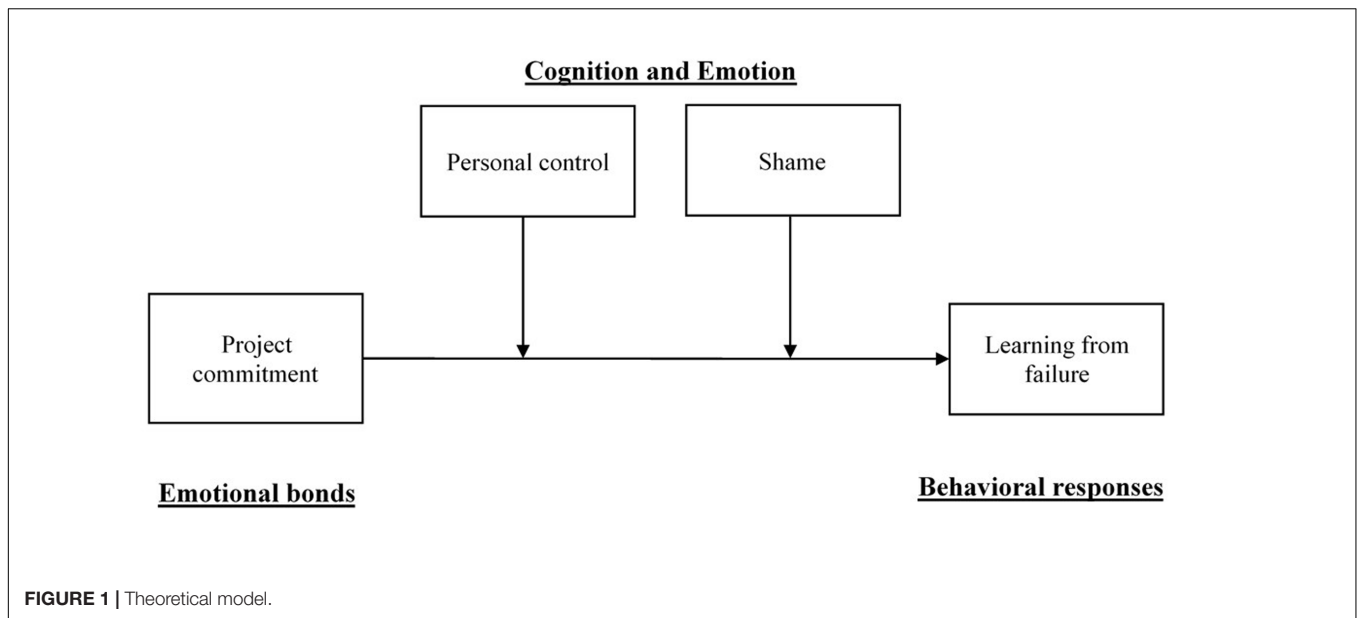 Cognition and Emotion
Personal control
Shame
Project
commitment
Learning from
failure
Emotional bonds
Behavioral responses
FIGURE 1 | Theoretical model.